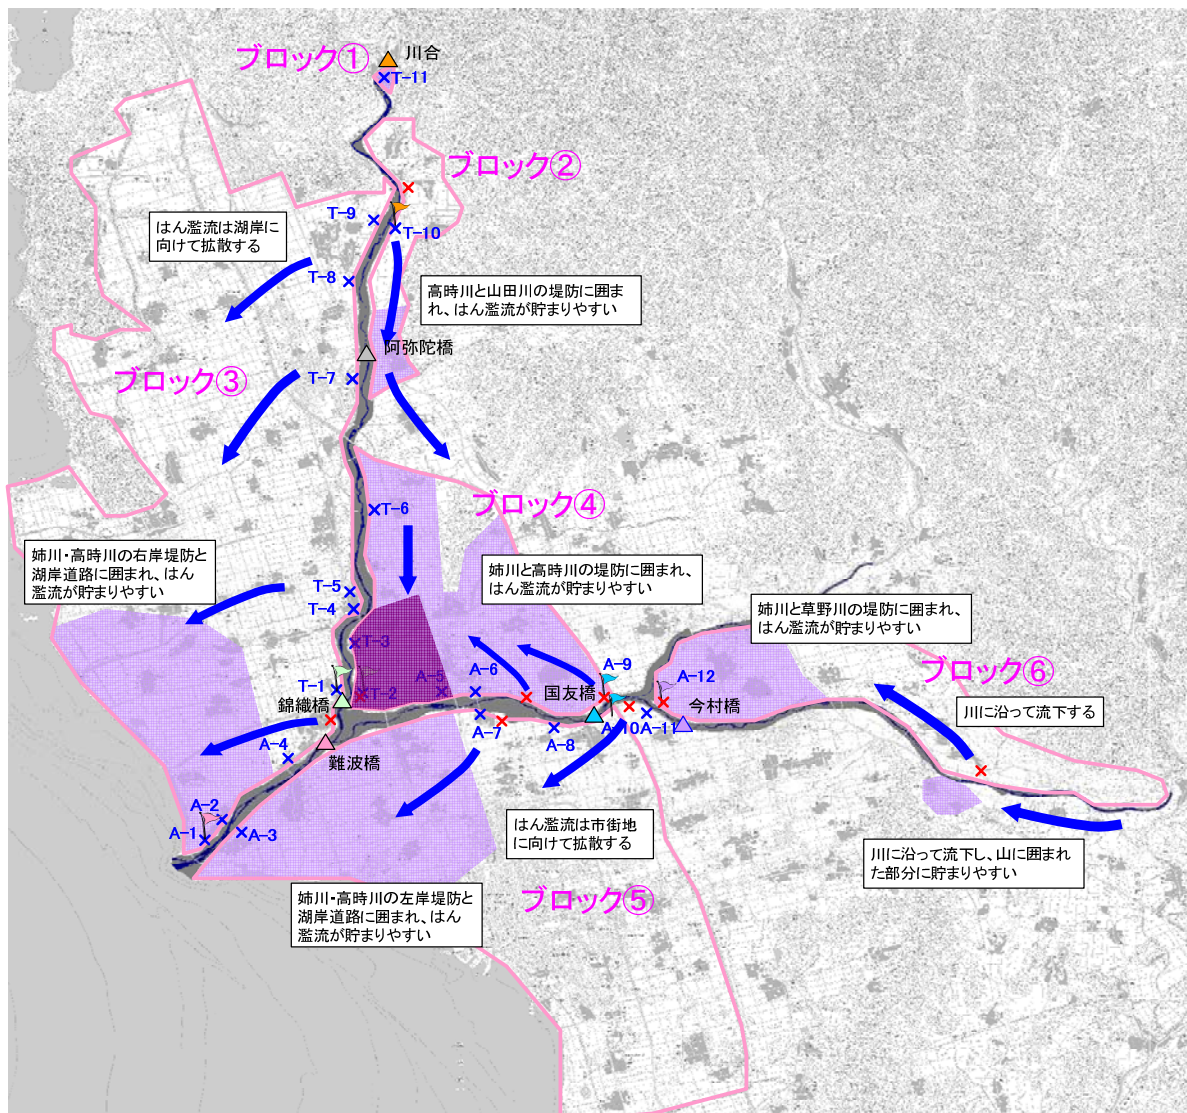 ブロック①
川合
T-11
ブロック②
T-9
T-10
はん濫流は湖岸に
向けて拡散する
T-8
高時川と山田川の堤防に囲ま
れ、はん濫流が貯まりやすい
阿弥陀橋
ブロック③
T-7
ブロック④
T-6
姉川・高時川の右岸堤防と
湖岸道路に囲まれ、はん
濫流が貯まりやすい
姉川と高時川の堤防に囲まれ、
はん濫流が貯まりやすい
T-5
T-4
姉川と草野川の堤防に囲まれ、
はん濫流が貯まりやすい
T-3
ブロック⑥
A-9
A-6
A-5
A-12
T-1
T-2
国友橋
今村橋
錦織橋
川に沿って流下する
A-7
A-8
A-10
A-11
A-4
難波橋
A-2
A-1
A-3
はん濫流は市街地
に向けて拡散する
川に沿って流下し、山に囲まれ
た部分に貯まりやすい
姉川・高時川の左岸堤防と
湖岸道路に囲まれ、はん
濫流が貯まりやすい
ブロック⑤